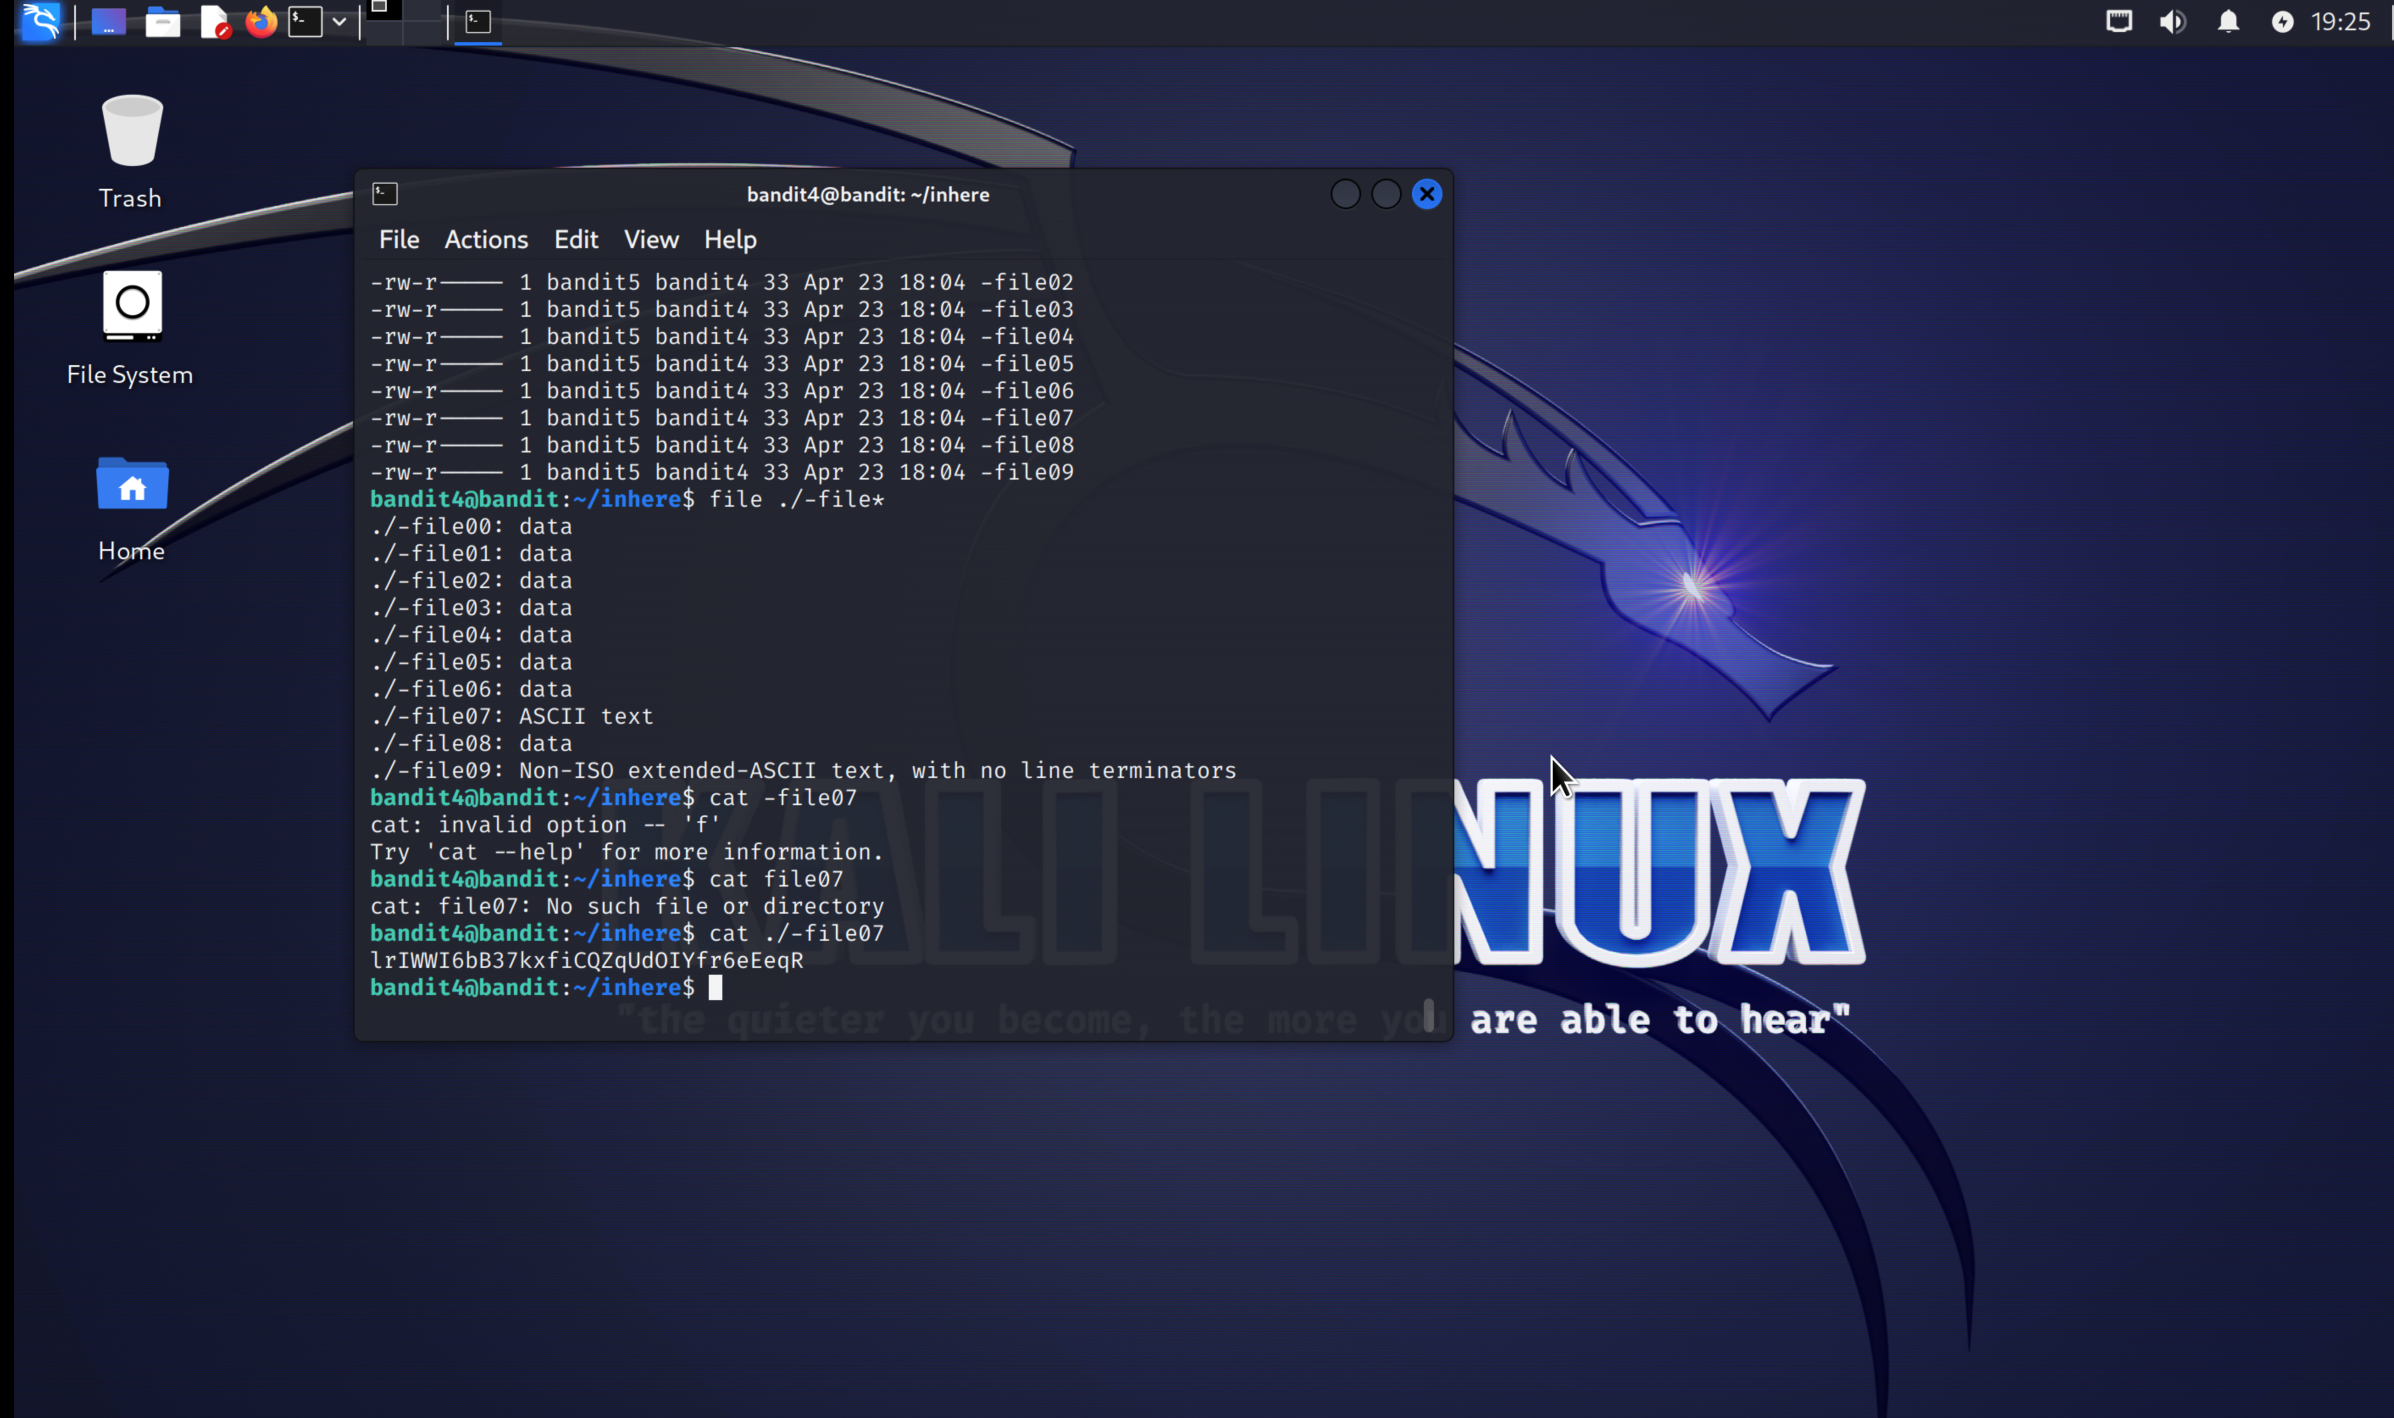 19:25
Trash
File System
Home
bandit4@bandit: ~/inhere
File Actions Edit View Help
-rw-r----- 1 bandit5 bandit4 33 Apr 23 18:04 -file02
-rw-r----- 1 bandit5 bandit4 33 Apr 23 18:04 -file03
-rw-r----- 1 bandit5 bandit4 33 Apr 23 18:04 -file04
-rw-r----- 1 bandit5 bandit4 33 Apr 23 18:04 -file05
-rw-r----- 1 bandit5 bandit4 33 Apr 23 18:04 -file06
-rw-r----- 1 bandit5 bandit4 33 Apr 23 18:04 -file07
-rw-r----- 1 bandit5 bandit4 33 Apr 23 18:04 -file08
-rw-r----- 1 bandit5 bandit4 33 Apr 23 18:04 -file09
bandit4@bandit:~/inhere$ file ./-file*
./-file00: data
./-file01: data
./-file02: data
./-file03: data
./-file04: data
./-file05: data
./-file06: data
./-file07: ASCII text
./-file08: data
./-file09: Non-ISO extended-ASCII text, with no line terminators
bandit4@bandit:~/inhere$ cat -file07
cat: invalid option -- 'f'
Try 'cat --help' for more information.
bandit4@bandit:~/inhere$ cat file07
cat: file07: No such file or directory
bandit4@bandit:~/inhere$ cat ./-file07
lrIWWI6bB37kxfiCQZqUdOIYfr6eEeqR
bandit4@bandit:~/inhere$
KALI LINUX
"the quieter you become, the more you are able to hear"